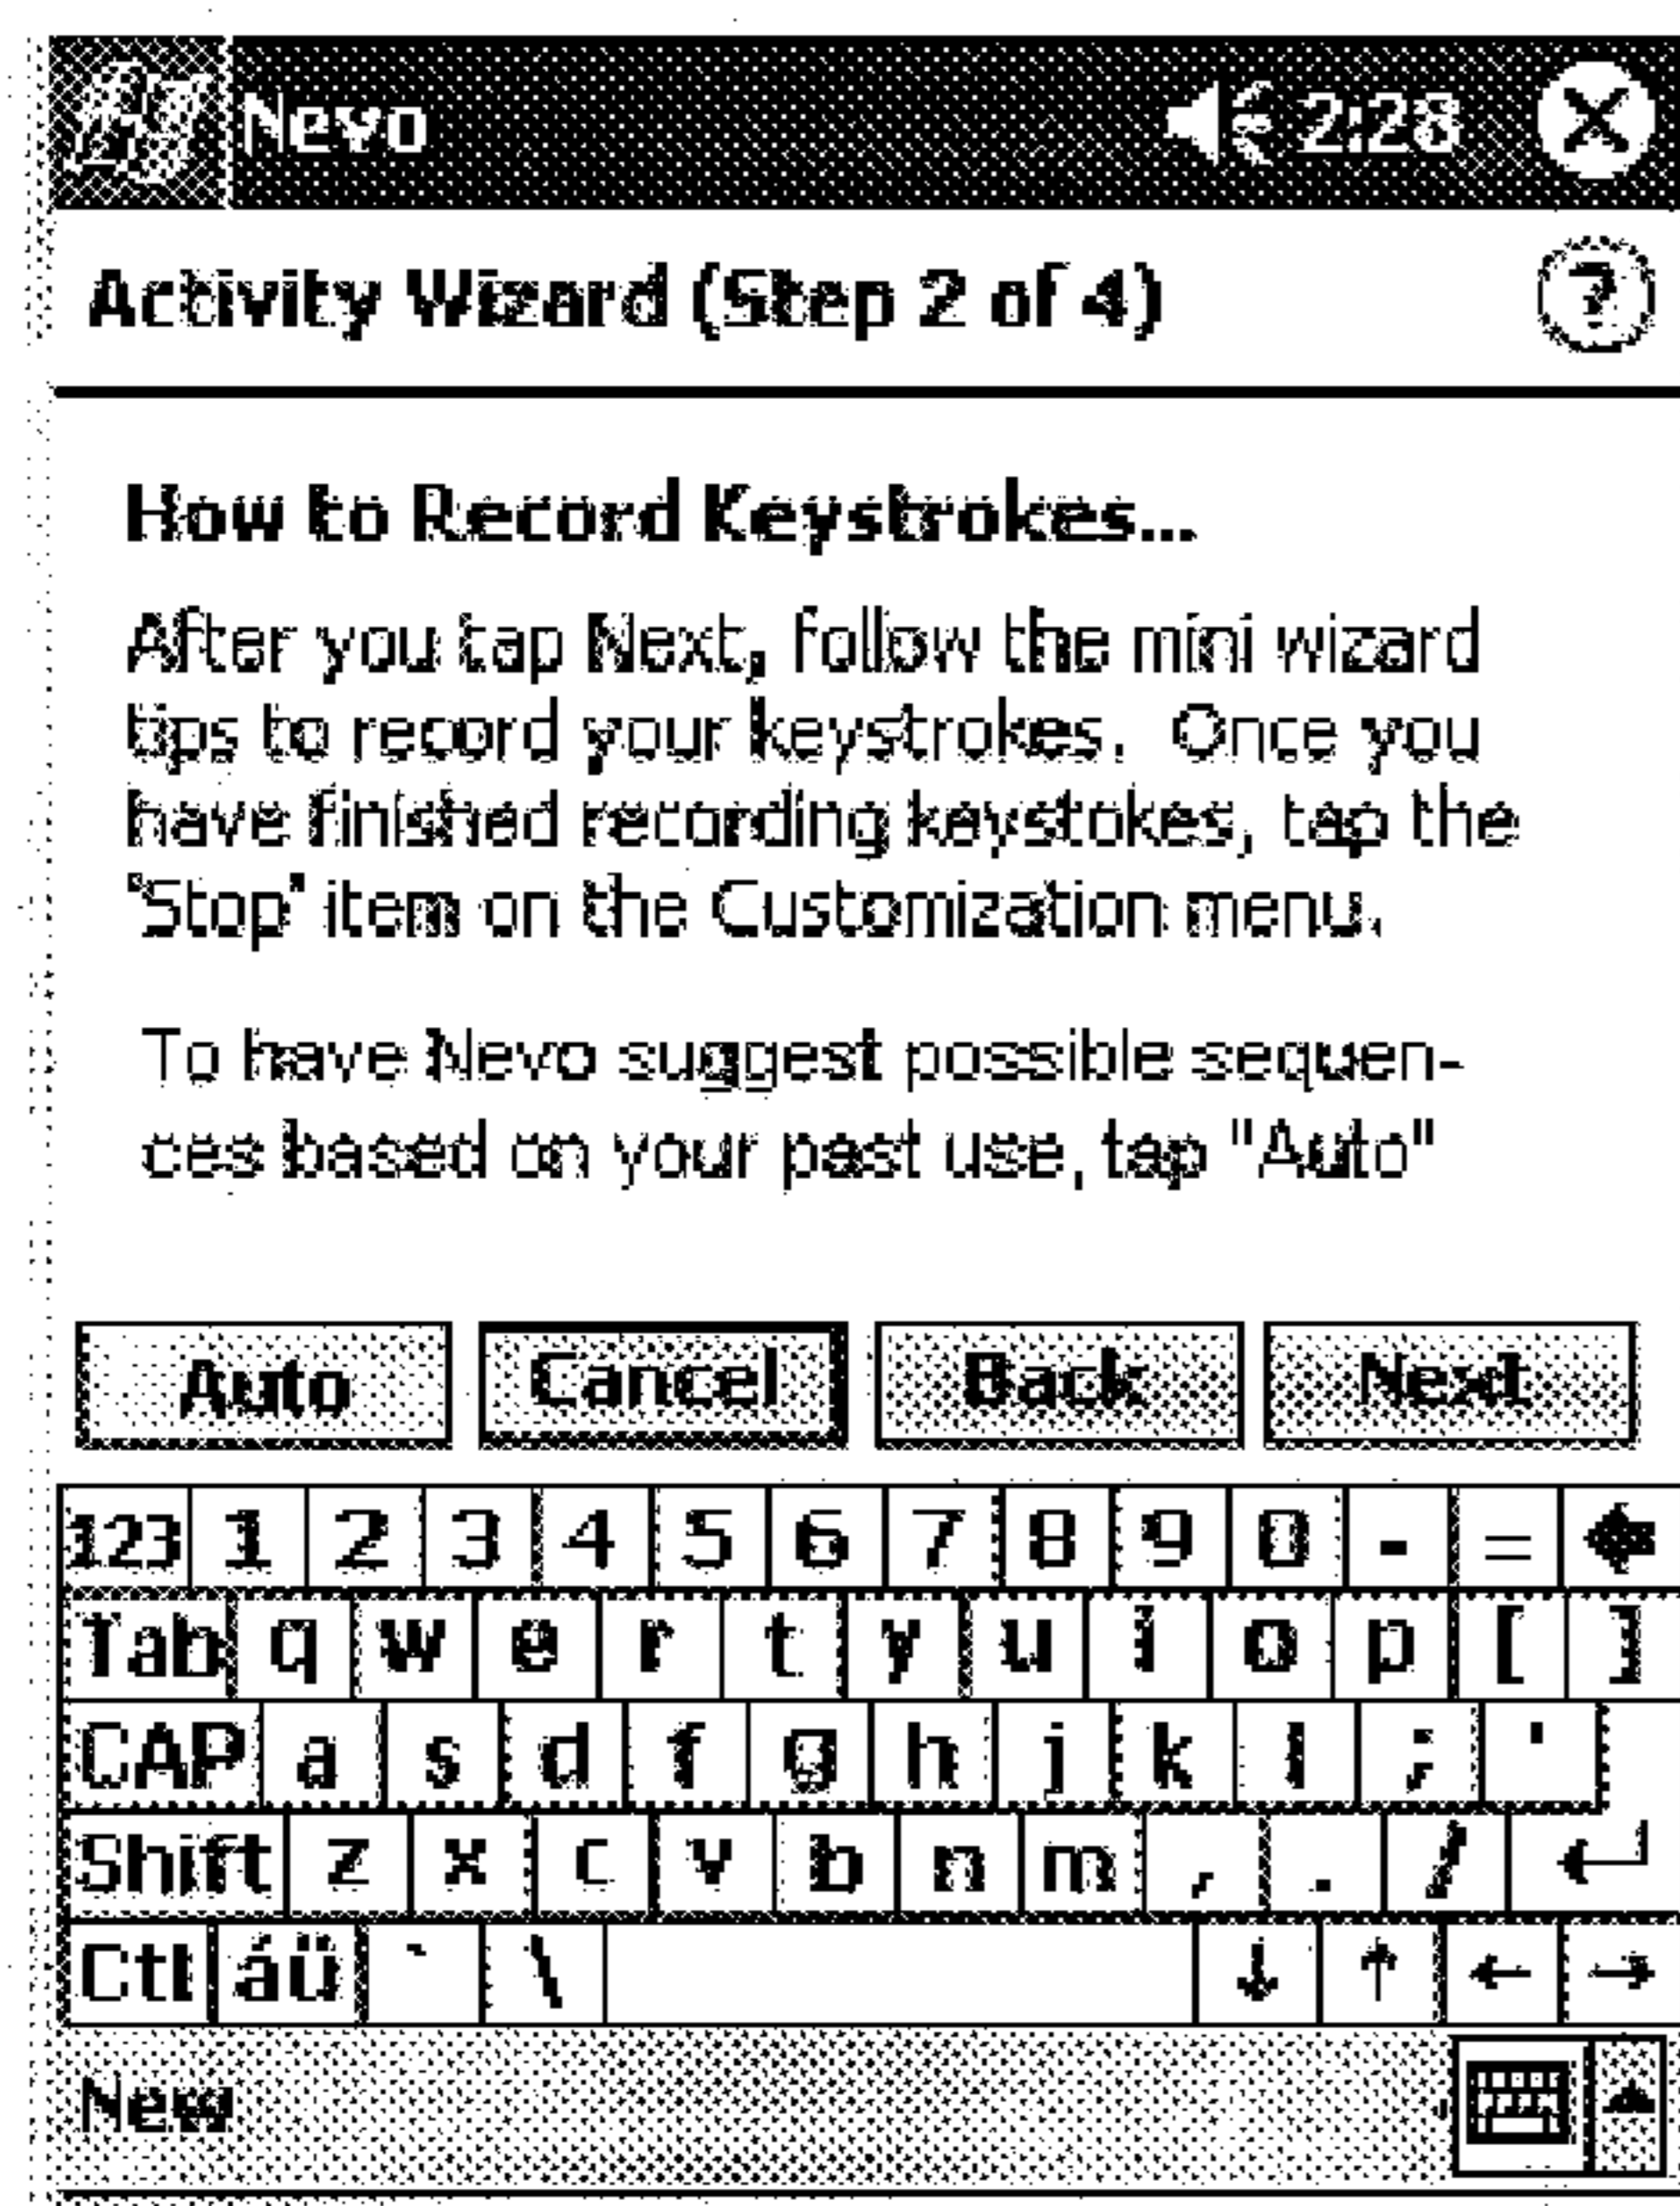 Nevo 2:28
Activity Wizard (Step 2 of 4) ?
How to Record Keystrokes...
After you tap Next, follow the mini wizard
tips to record your keystrokes. Once you
have finished recording keystokes, tap the
"Stop" item on the Customization menu.
To have Nevo suggest possible sequen-
ces based on your past use, tap "Auto"
Auto Cancel Back Next
123 1 2 3 4 5 6 7 8 9 0 - = ←
Tab q w e r t y u i o p [ ]
CAP a s d f g h j k l ; '
Shift z x c v b n m , . / ↵
Ctl áü ` \ ↓ ↑ ← →
New